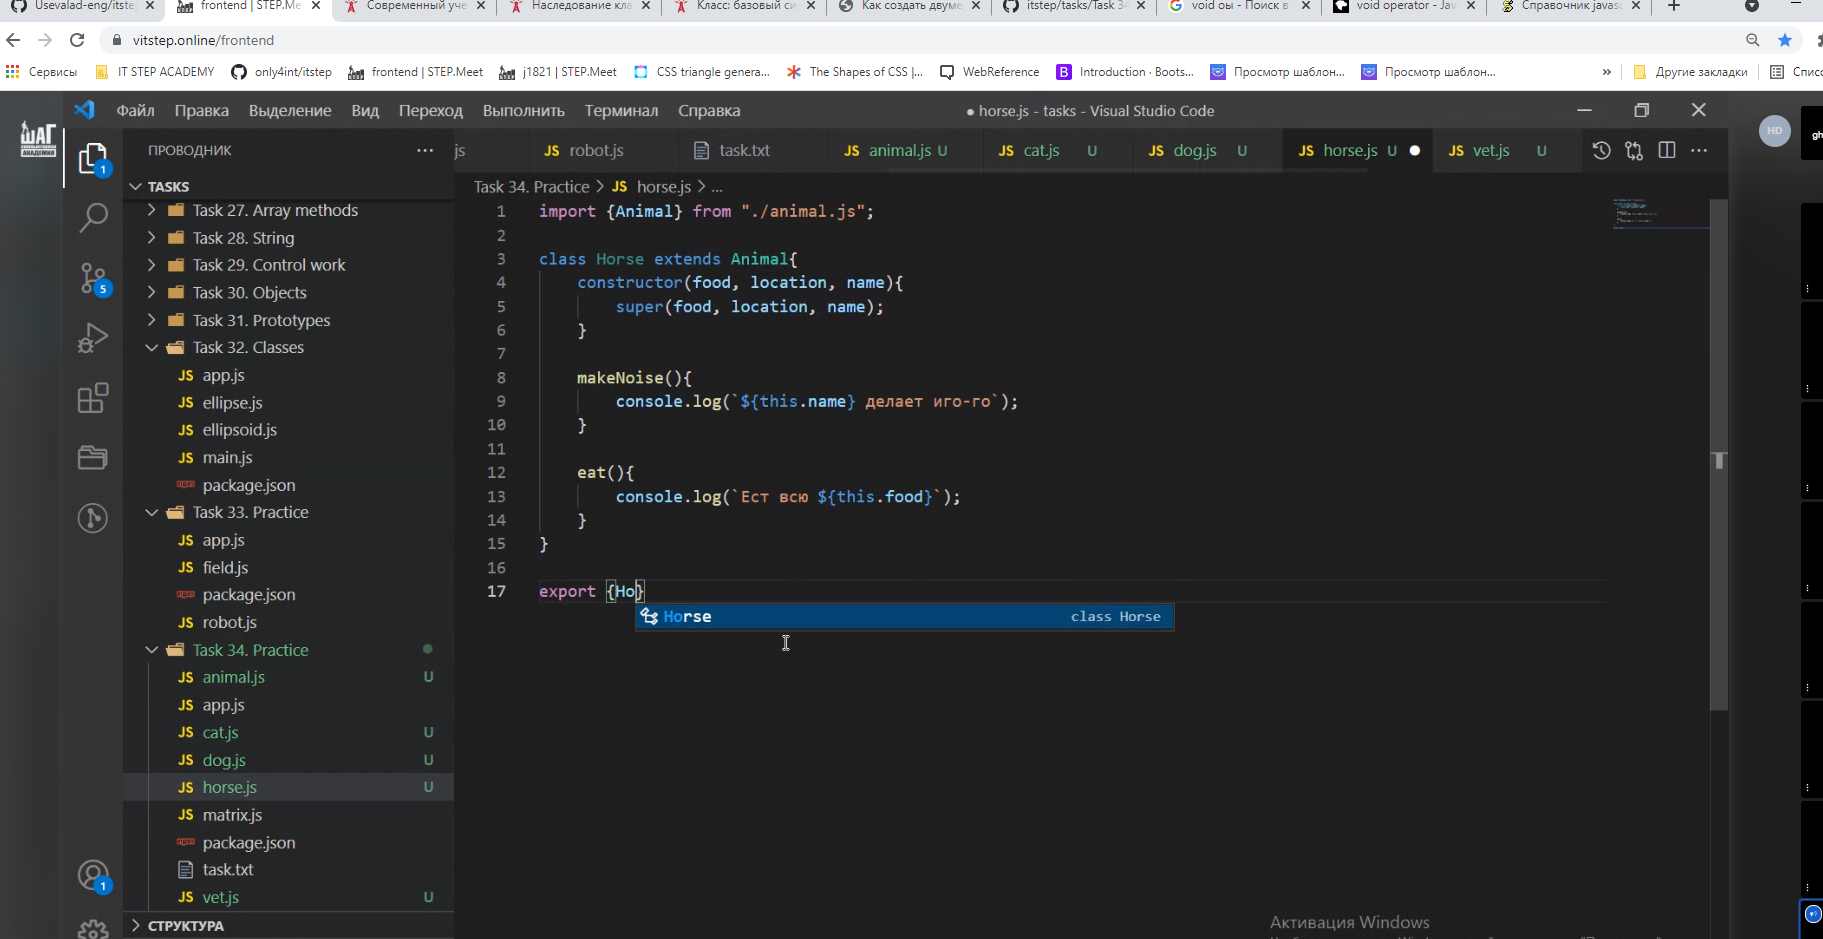 Usevalad-eng/itste
frontend | STEP.Me
Современный уче
Наследование кла
Класс: базовый си
Как создать двуме
itstep/tasks/Task 34
void оы - Поиск в
void operator - Jav
Справочник javasc
vitstep.online/frontend
Сервисы
IT STEP ACADEMY
only4int/itstep
frontend | STEP.Meet
j1821 | STEP.Meet
CSS triangle genera...
The Shapes of CSS |...
WebReference
Introduction · Boots...
Просмотр шаблон...
Просмотр шаблон...
»
Другие закладки
Списо
ШАГ
Файл Правка Выделение Вид Переход Выполнить Терминал Справка
● horse.js - tasks - Visual Studio Code
HD
gh
ПРОВОДНИК
js
JS robot.js
task.txt
JS animal.js U
JS cat.js U
JS dog.js U
JS horse.js U
JS vet.js U
TASKS
Task 34. Practice > JS horse.js > ...
Task 27. Array methods
Task 28. String
Task 29. Control work
Task 30. Objects
Task 31. Prototypes
Task 32. Classes
JS app.js
JS ellipse.js
JS ellipsoid.js
JS main.js
package.json
Task 33. Practice
JS app.js
JS field.js
package.json
JS robot.js
Task 34. Practice
JS animal.js U
JS app.js
JS cat.js U
JS dog.js U
JS horse.js U
JS matrix.js
package.json
task.txt
JS vet.js U
СТРУКТУРА
1
5
1
1 import {Animal} from "./animal.js";
2
3 class Horse extends Animal{
4 constructor(food, location, name){
5 super(food, location, name);
6 }
7
8 makeNoise(){
9 console.log(`${this.name} делает иго-го`);
10 }
11
12 eat(){
13 console.log(`Ест всю ${this.food}`);
14 }
15 }
16
17 export {Ho}
Horse class Horse
Активация Windows